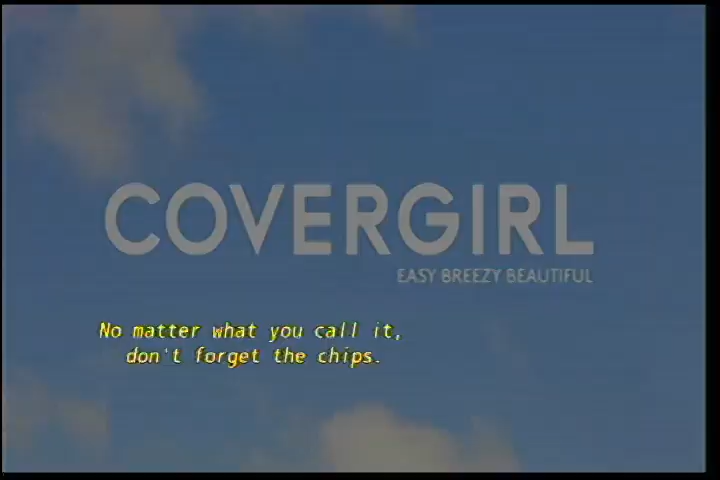 COVERGIRL
EASY BREEZY BEAUTIFUL
No matter what you call it,
don't forget the chips.